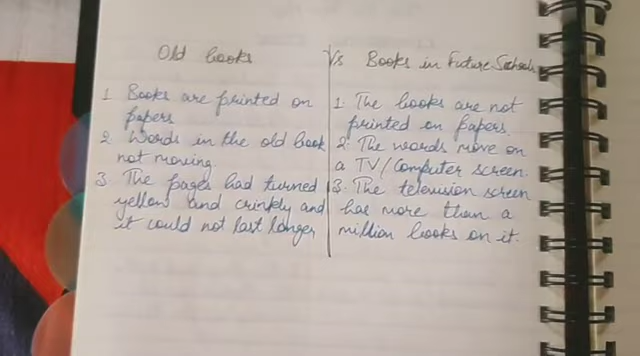 Old books Vs Books in Future Schools
1 Books are printed on
papers
2 Words in the old book
not moving.
3. The pages had turned
yellow and crinkly and
it could not last longer
1. The books are not
printed on papers.
2. The words move on
a TV/Computer screen.
3. The television screen
has more than a
million books on it.